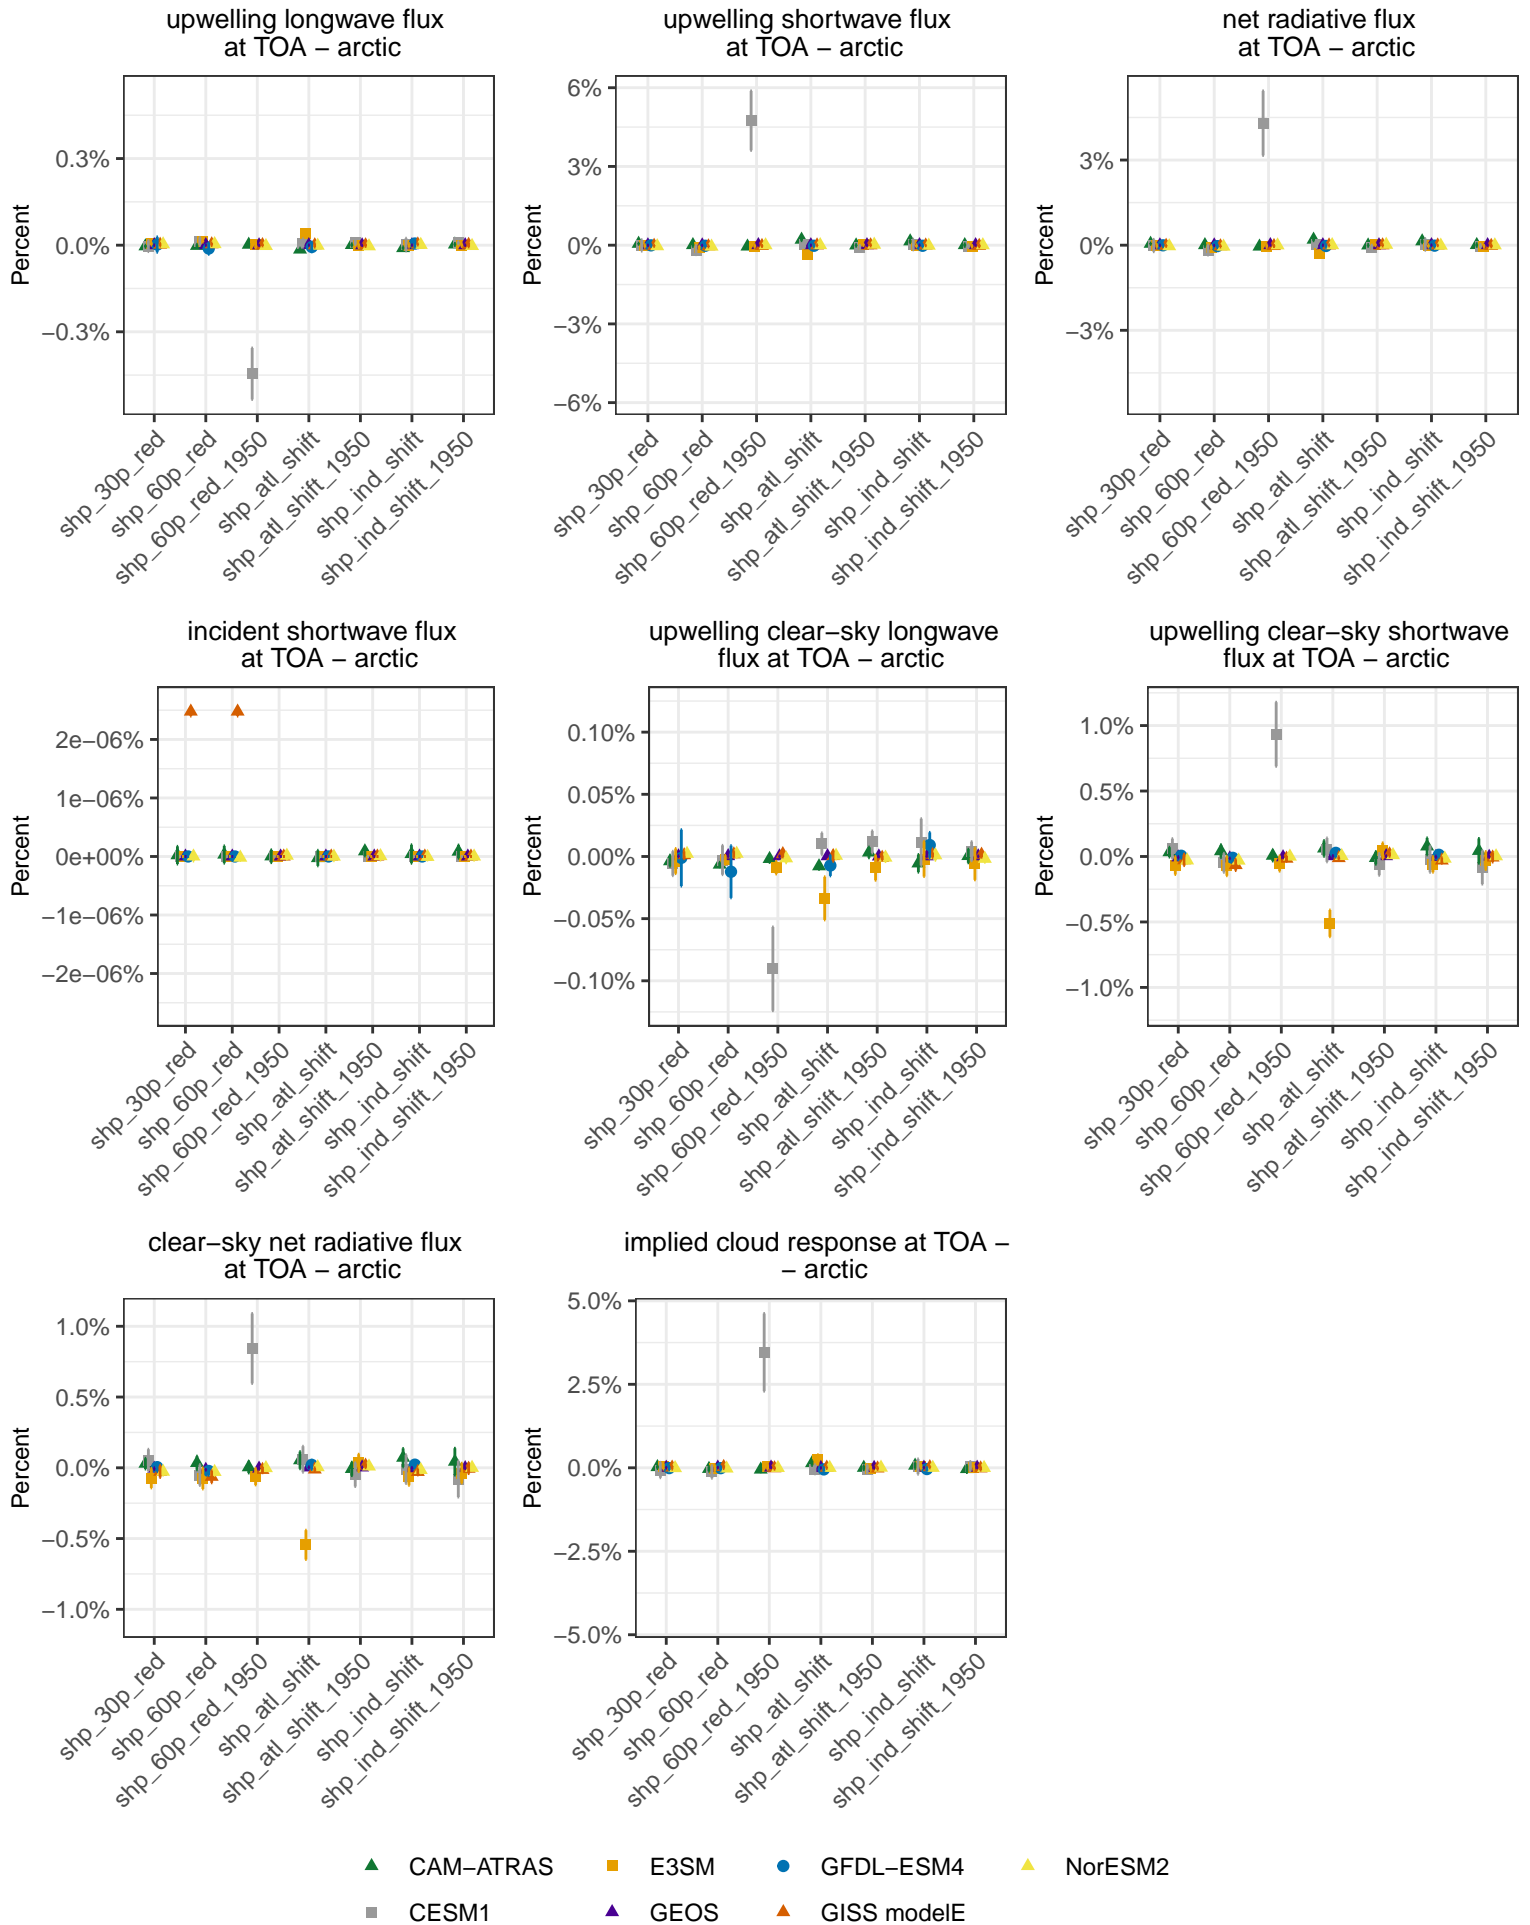 upwelling longwave flux
at TOA − arctic
Percent
0.3%
0.0%
−0.3%
shp_30p_red
shp_60p_red
shp_60p_red_1950
shp_atl_shift
shp_atl_shift_1950
shp_ind_shift
shp_ind_shift_1950
upwelling shortwave flux
at TOA − arctic
Percent
6%
3%
0%
−3%
−6%
shp_30p_red
shp_60p_red
shp_60p_red_1950
shp_atl_shift
shp_atl_shift_1950
shp_ind_shift
shp_ind_shift_1950
net radiative flux
at TOA − arctic
Percent
3%
0%
−3%
shp_30p_red
shp_60p_red
shp_60p_red_1950
shp_atl_shift
shp_atl_shift_1950
shp_ind_shift
shp_ind_shift_1950
incident shortwave flux
at TOA − arctic
Percent
2e−06%
1e−06%
0e+00%
−1e−06%
−2e−06%
shp_30p_red
shp_60p_red
shp_60p_red_1950
shp_atl_shift
shp_atl_shift_1950
shp_ind_shift
shp_ind_shift_1950
upwelling clear−sky longwave
flux at TOA − arctic
Percent
0.10%
0.05%
0.00%
−0.05%
−0.10%
shp_30p_red
shp_60p_red
shp_60p_red_1950
shp_atl_shift
shp_atl_shift_1950
shp_ind_shift
shp_ind_shift_1950
upwelling clear−sky shortwave
flux at TOA − arctic
Percent
1.0%
0.5%
0.0%
−0.5%
−1.0%
shp_30p_red
shp_60p_red
shp_60p_red_1950
shp_atl_shift
shp_atl_shift_1950
shp_ind_shift
shp_ind_shift_1950
clear−sky net radiative flux
at TOA − arctic
Percent
1.0%
0.5%
0.0%
−0.5%
−1.0%
shp_30p_red
shp_60p_red
shp_60p_red_1950
shp_atl_shift
shp_atl_shift_1950
shp_ind_shift
shp_ind_shift_1950
implied cloud response at TOA −
− arctic
Percent
5.0%
2.5%
0.0%
−2.5%
−5.0%
shp_30p_red
shp_60p_red
shp_60p_red_1950
shp_atl_shift
shp_atl_shift_1950
shp_ind_shift
shp_ind_shift_1950
CAM−ATRAS
E3SM
GFDL−ESM4
NorESM2
CESM1
GEOS
GISS modelE